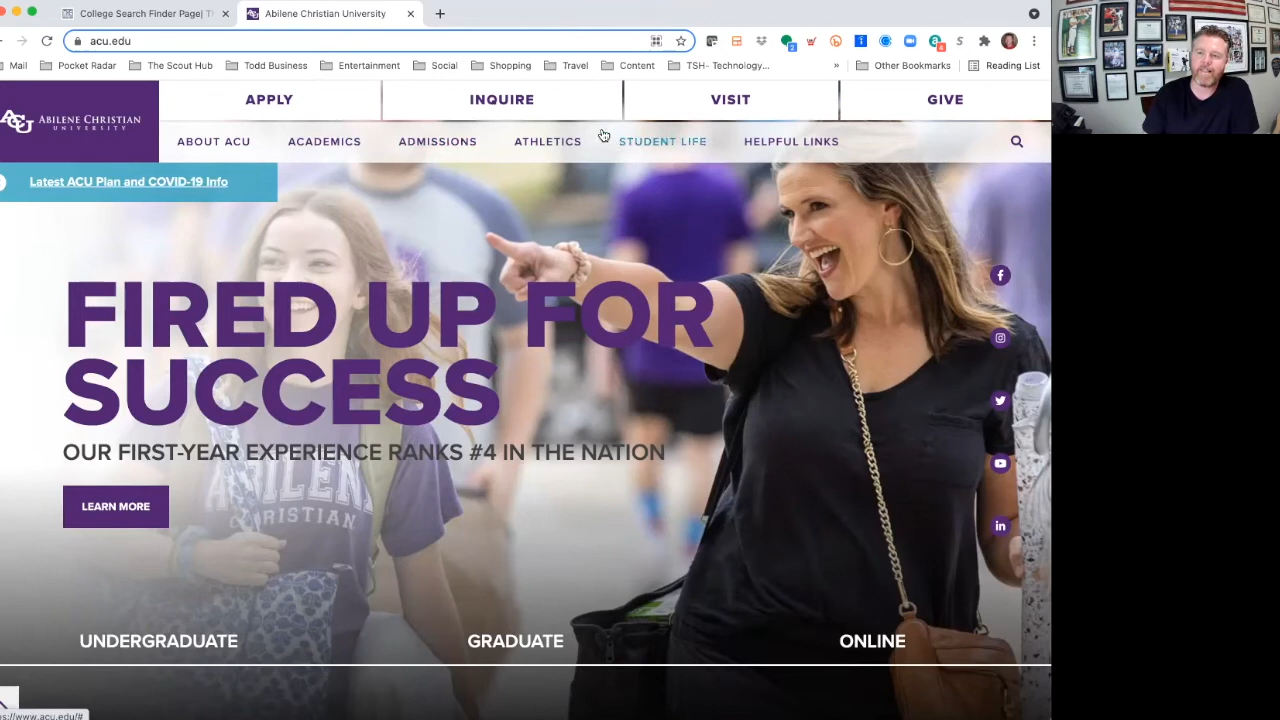 College Search Finder Page| Th
Abilene Christian University
acu.edu
Mail
Pocket Radar
The Scout Hub
Todd Business
Entertainment
Social
Shopping
Travel
Content
TSH- Technology...
»
Other Bookmarks
Reading List
APPLY
INQUIRE
VISIT
GIVE
ACU ABILENE CHRISTIAN
UNIVERSITY
ABOUT ACU
ACADEMICS
ADMISSIONS
ATHLETICS
STUDENT LIFE
HELPFUL LINKS
Latest ACU Plan and COVID-19 Info
FIRED UP FOR
SUCCESS
OUR FIRST-YEAR EXPERIENCE RANKS #4 IN THE NATION
LEARN MORE
UNDERGRADUATE
GRADUATE
ONLINE
ps://www.acu.edu/#